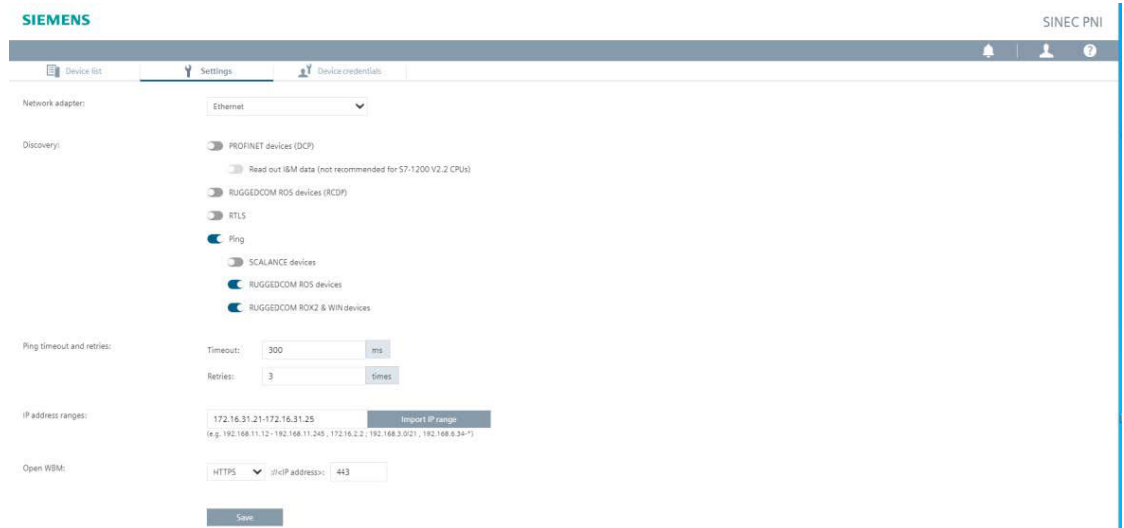 SIEMENS
SINEC PNI
Device list
Settings
Device credentials
Network adapter:
Ethernet
Discovery:
PROFINET devices (DCP)
Read out I&M data (not recommended for S7-1200 V2.2 CPUs)
RUGGEDCOM ROS devices (RCDP)
RTLS
Ping
SCALANCE devices
RUGGEDCOM ROS devices
RUGGEDCOM ROX2 & WIN devices
Ping timeout and retries:
Timeout: 300 ms
Retries: 3 times
IP address ranges:
172.16.31.21-172.16.31.25 Import IP range
(e.g. 192.168.11.12 - 192.168.11.245 , 172.16.2.2 ; 192.168.3.0/21 , 192.168.6.34-*)
Open WBM:
HTTPS ://<IP address>: 443
Save